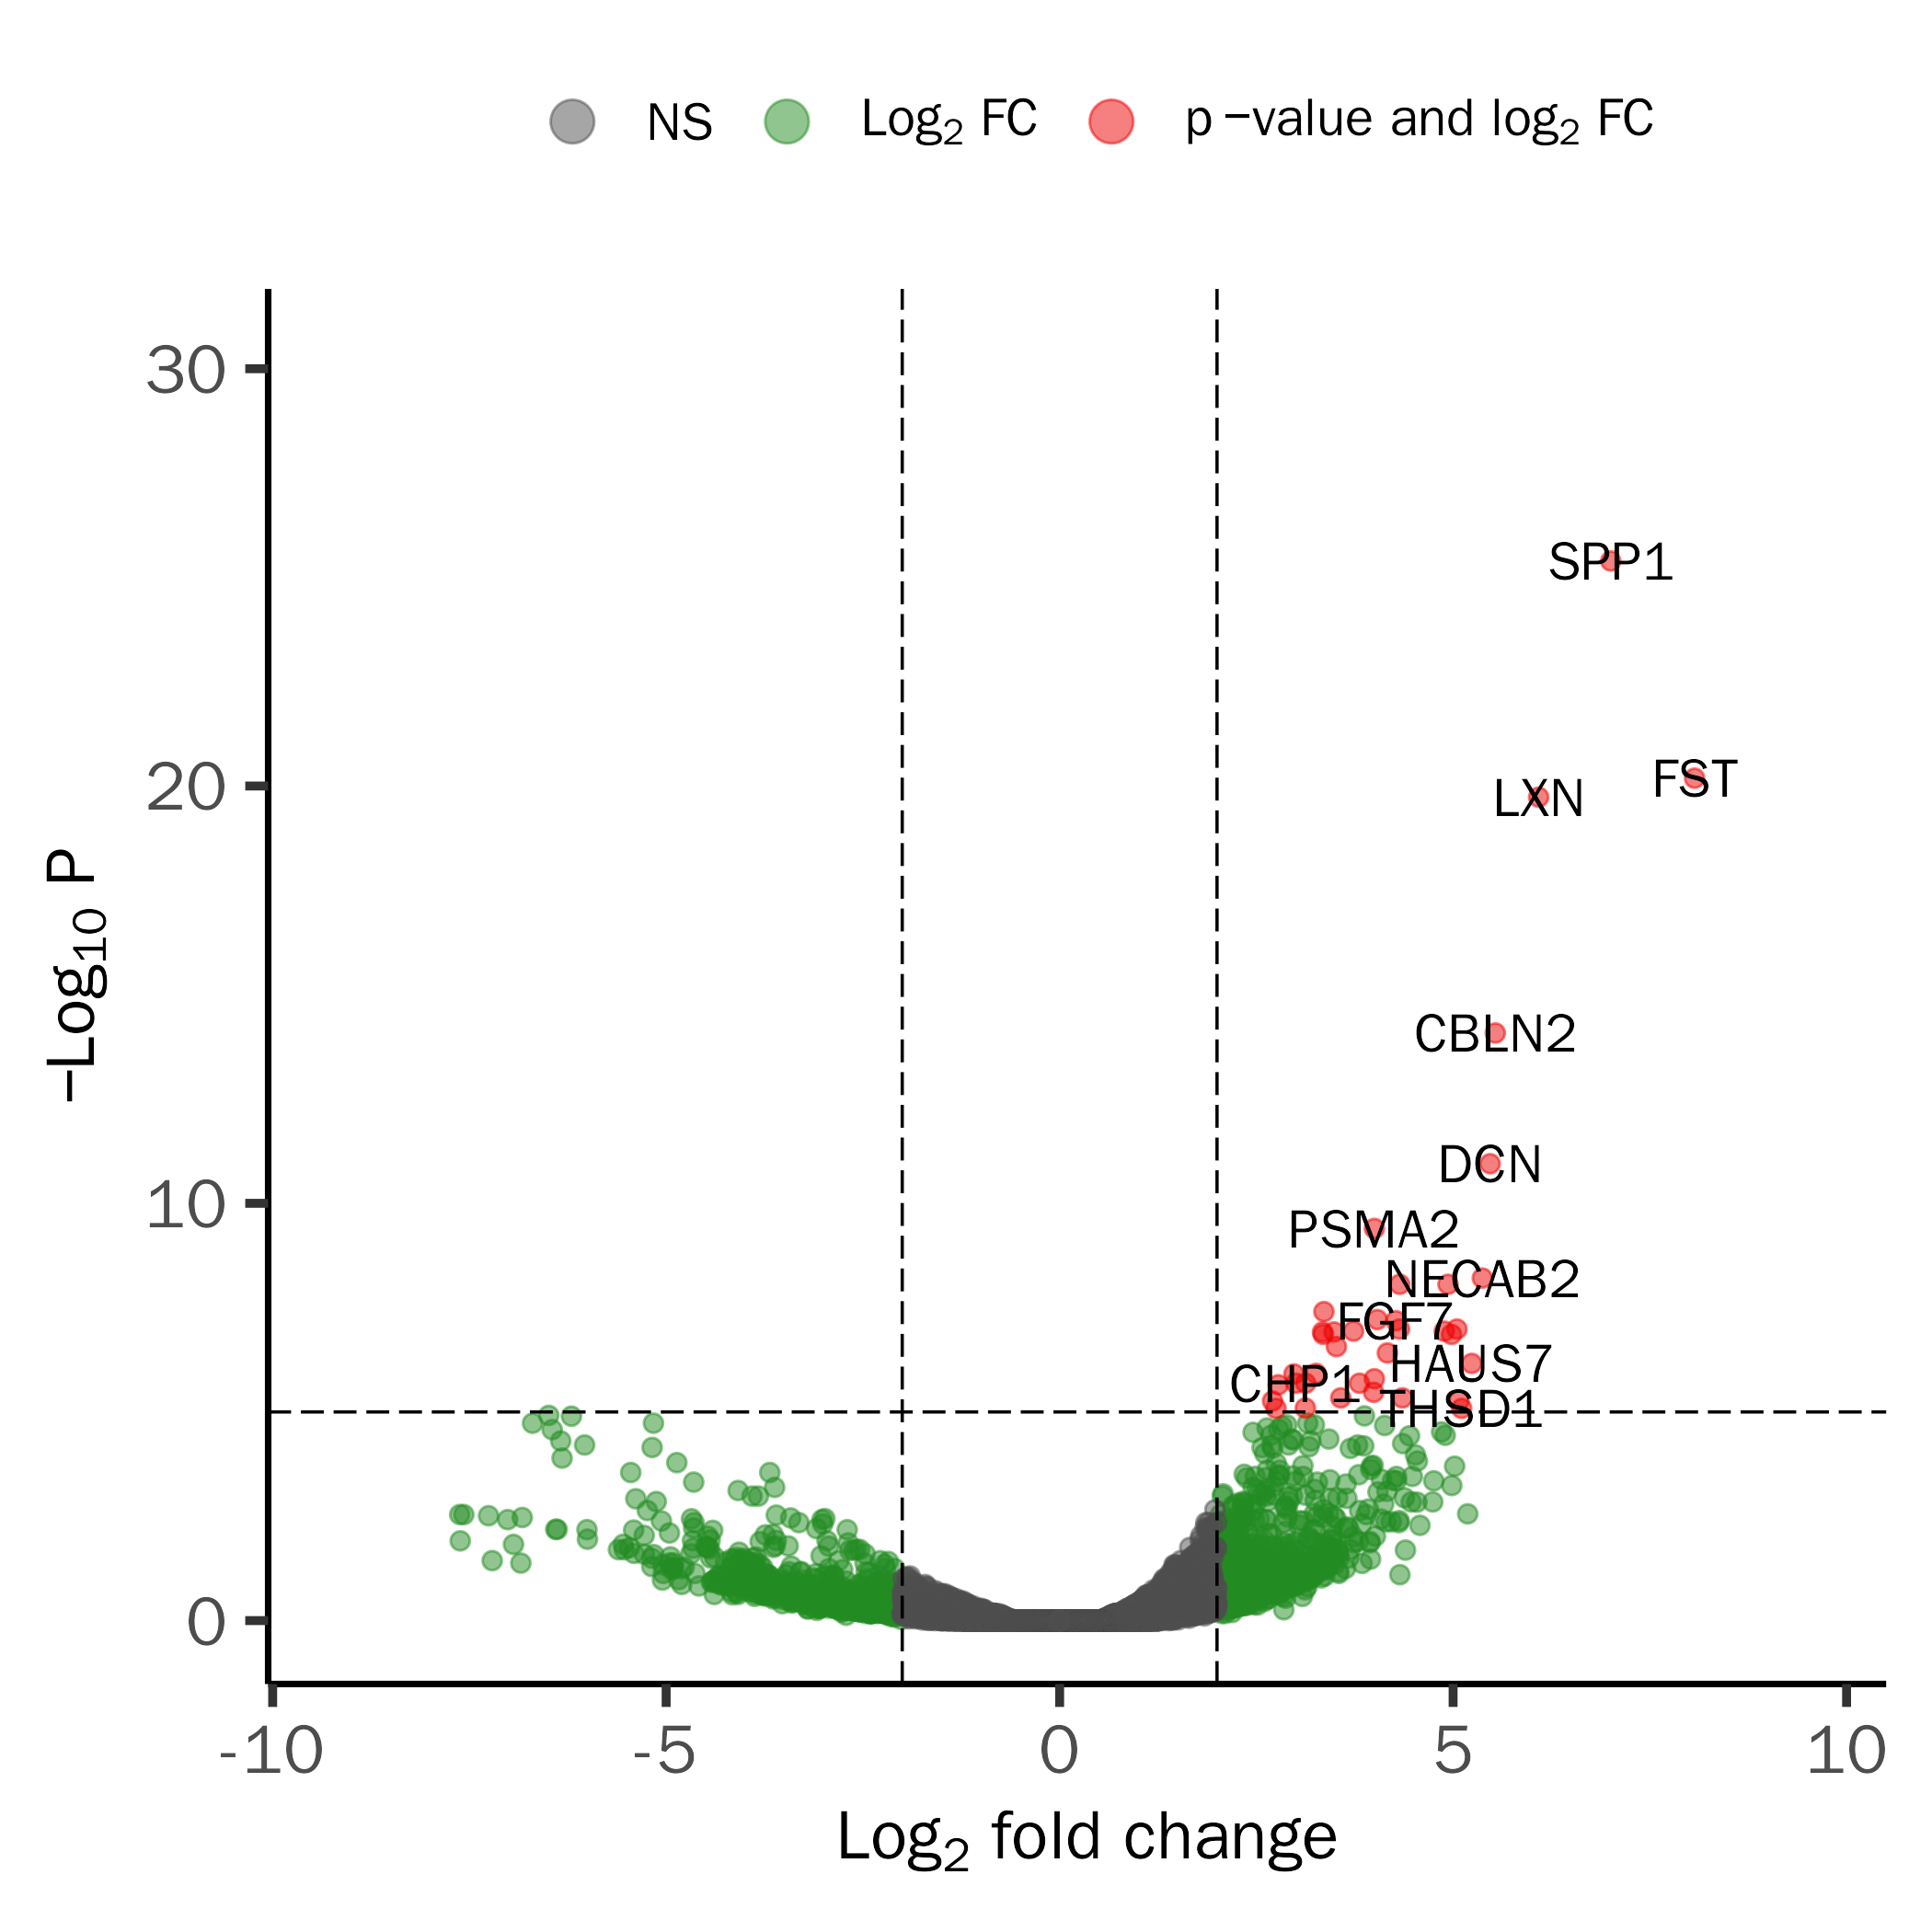 NS
Log2 FC
p −value and log2 FC
30
20
10
0
−Log10 P
SPP1
FST
LXN
CBLN2
DCN
PSMA2
NECAB2
FGF7
HAUS7
CHP1
THSD1
-10
-5
0
5
10
Log2 fold change